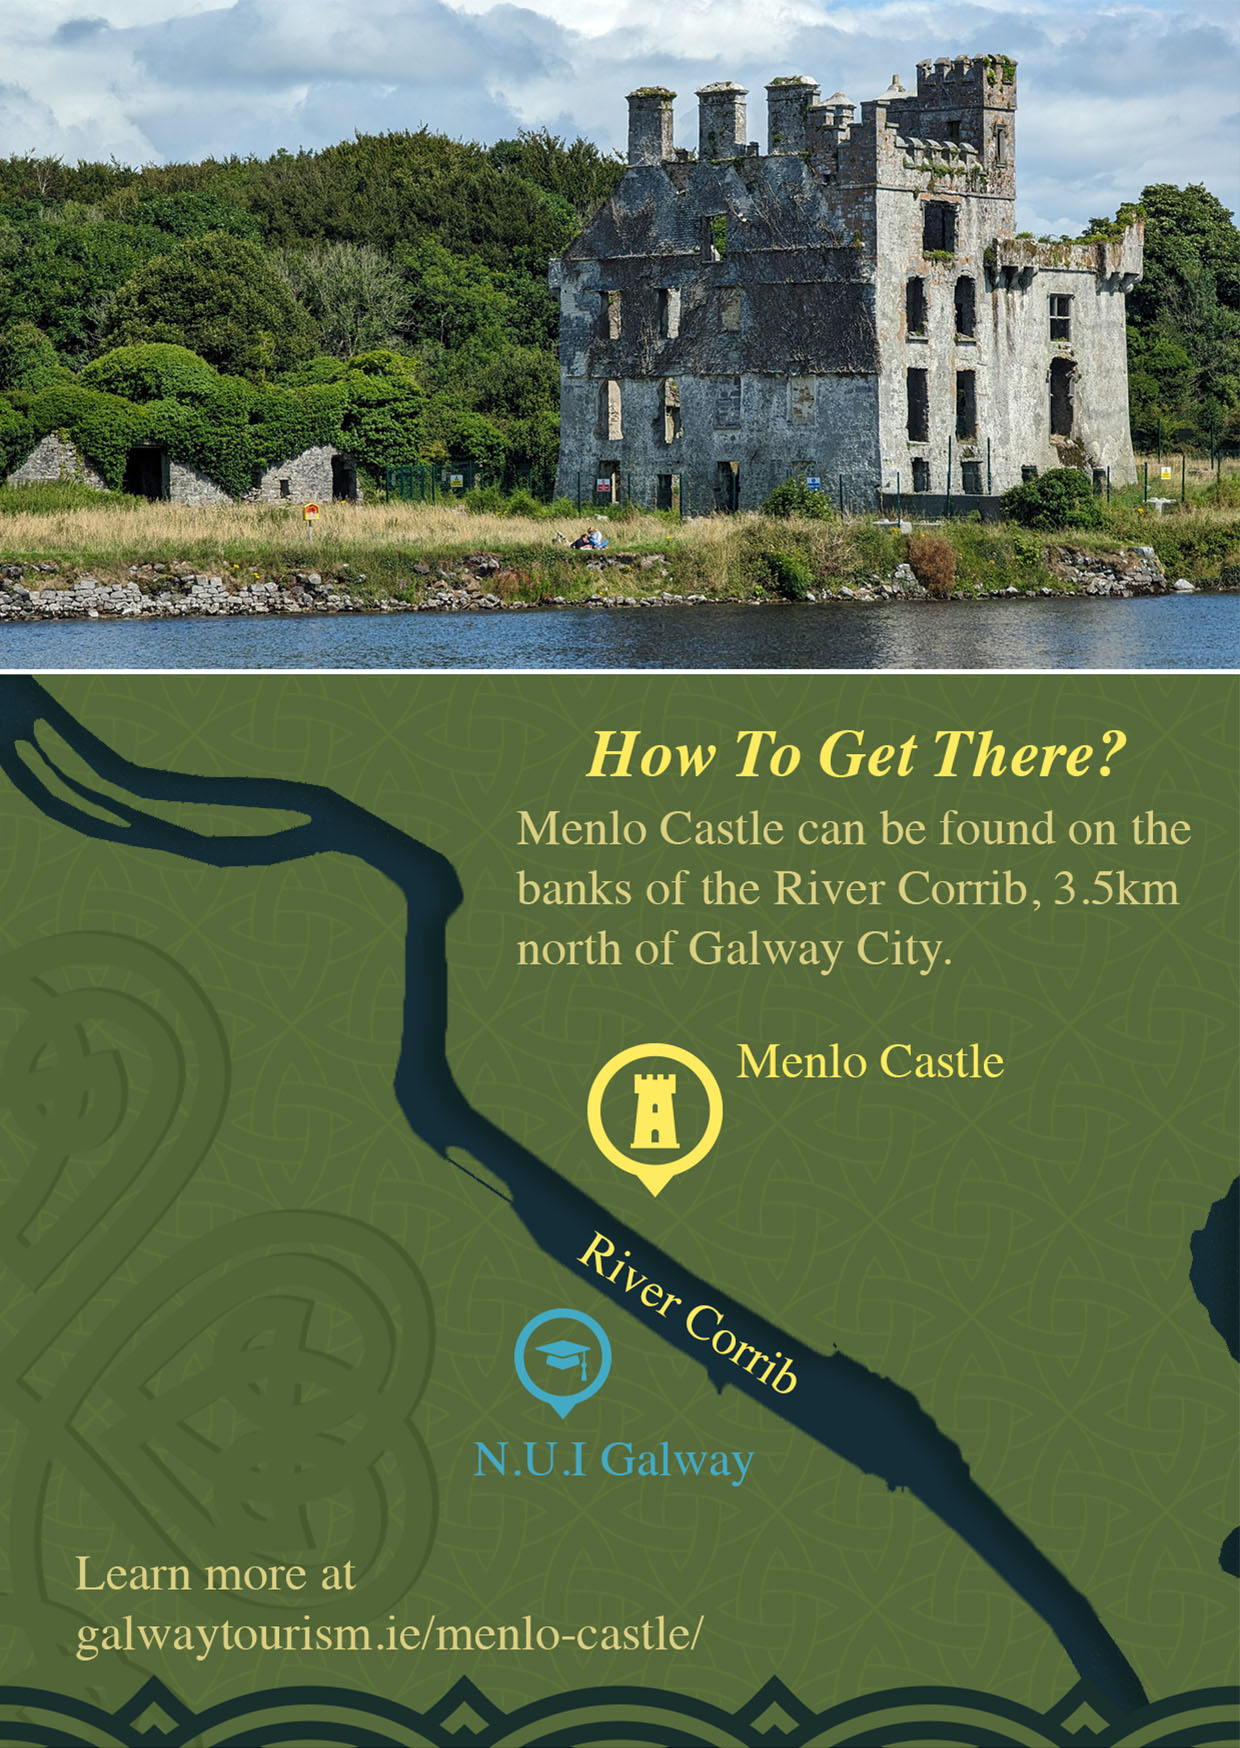 How To Get There?
Menlo Castle can be found on the
banks of the River Corrib, 3.5km
north of Galway City.
Menlo Castle
River Corrib
N.U.I Galway
Learn more at
galwaytourism.ie/menlo-castle/